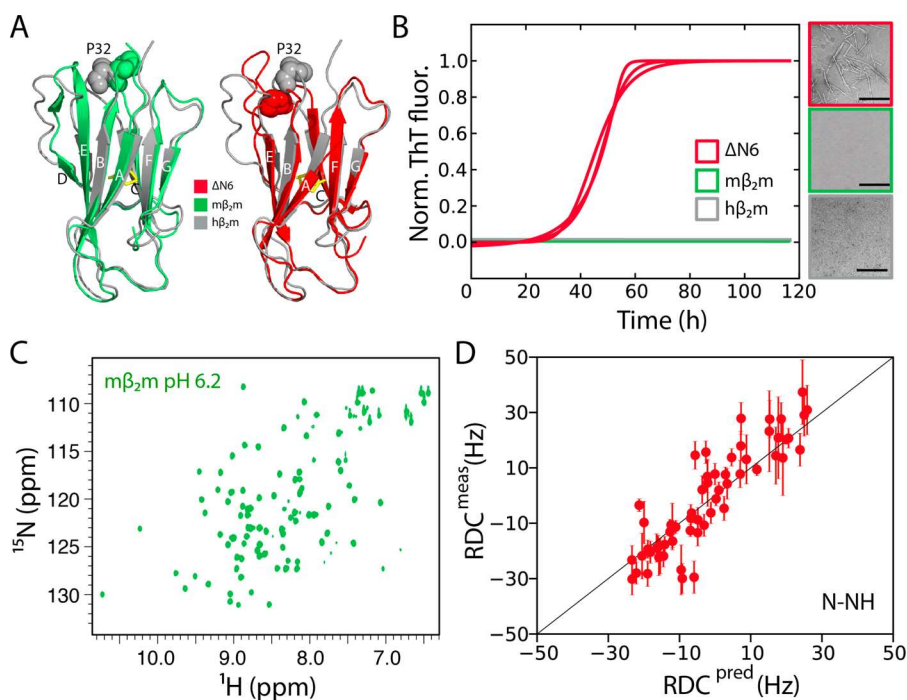 A
P32
E
B
A
F
G
D
C
ΔN6
mβ₂m
hβ₂m
P32
E
B
A
F
G
C
B
Norm. ThT fluor.
1.0
0.8
0.6
0.4
0.2
0.0
ΔN6
mβ₂m
hβ₂m
0 20 40 60 80 100 120
Time (h)
C
mβ₂m pH 6.2
¹⁵N (ppm)
110
115
120
125
130
10.0 9.0 8.0 7.0
¹H (ppm)
D
RDCᵐᵉᵃˢ(Hz)
50
30
10
−10
−30
−50
N-NH
−50 −30 −10 10 30 50
RDC ᵖʳᵉᵈ (Hz)